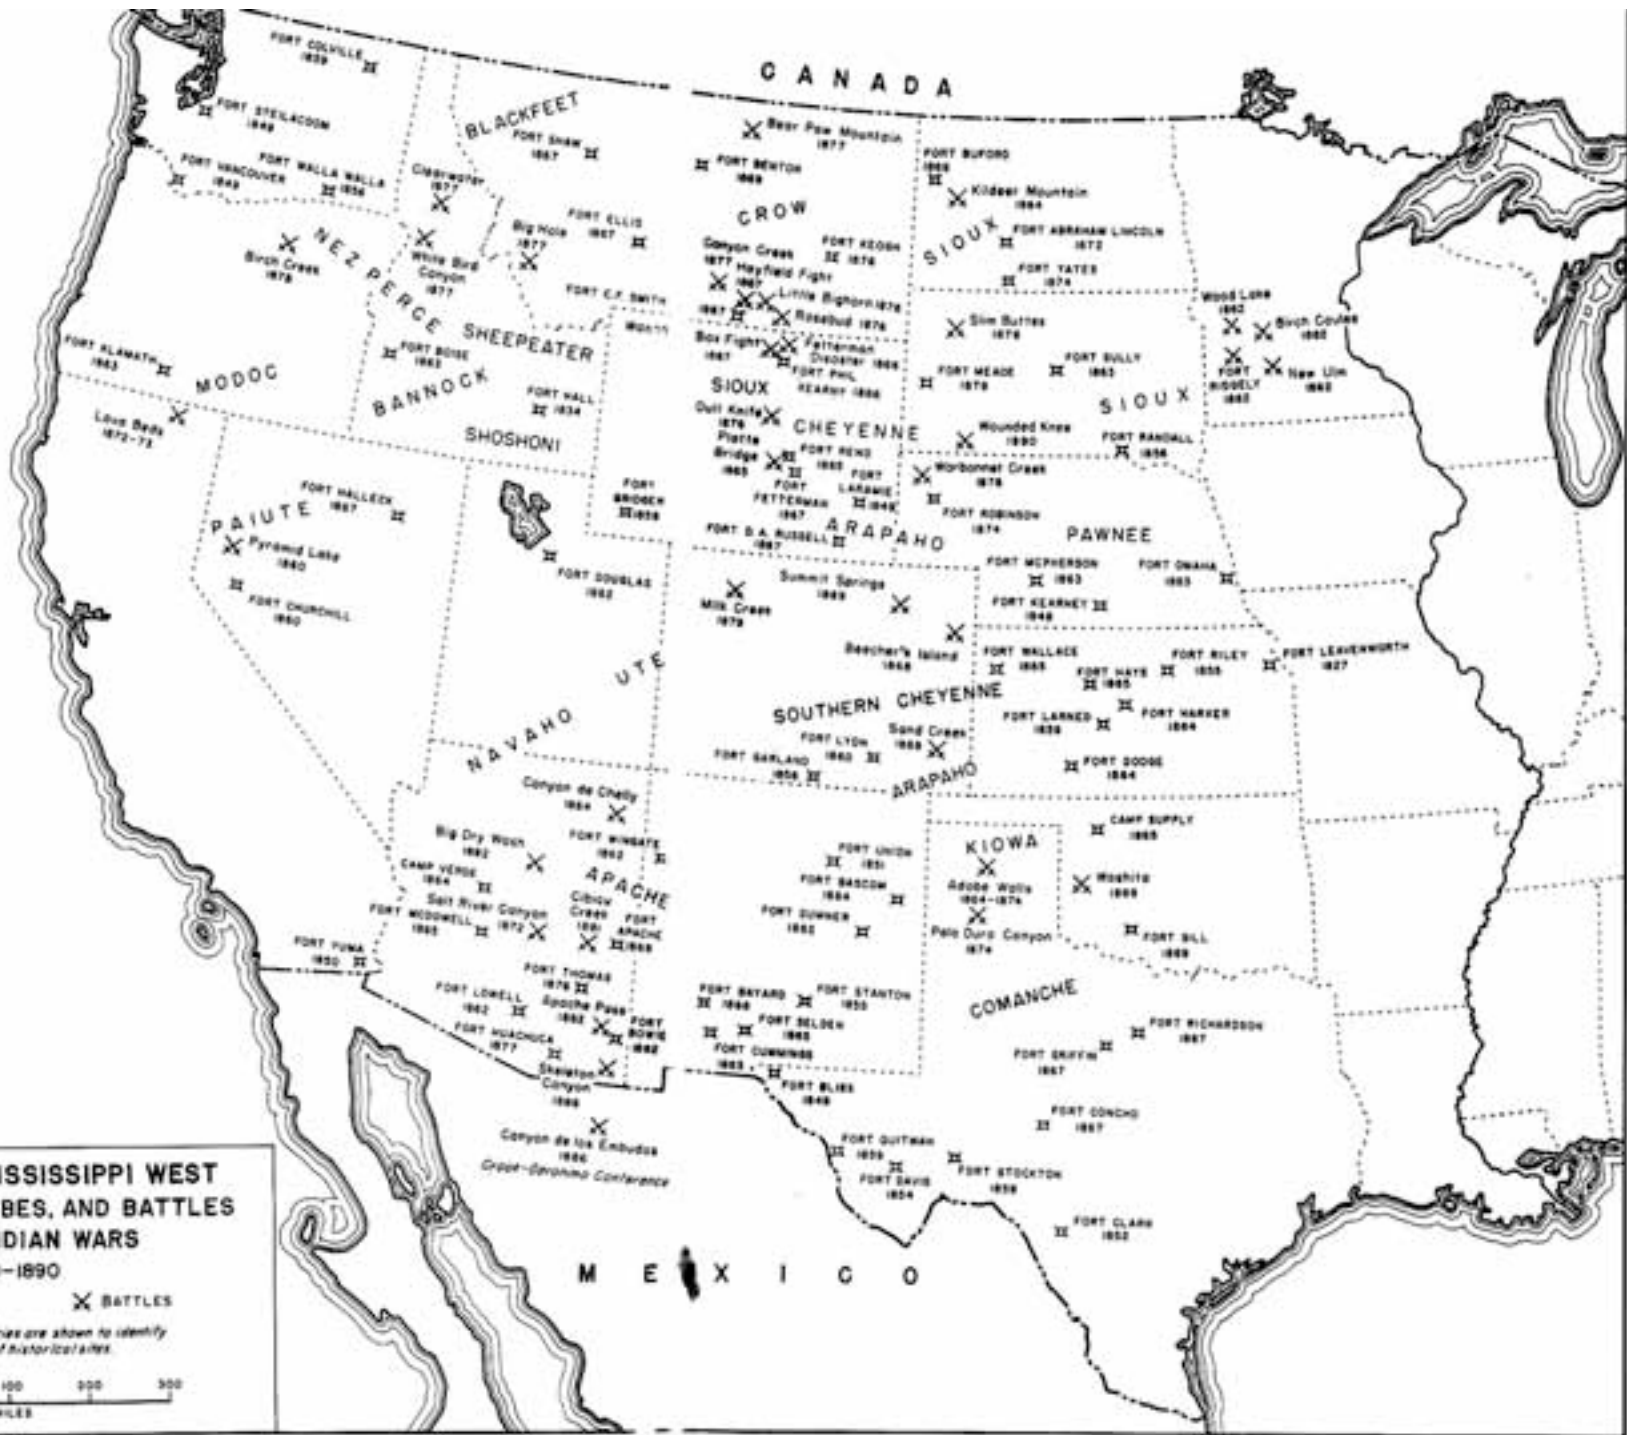 CANADA
FORT COLVILLE
1859
FORT STEILACOOM
1849
FORT VANCOUVER
1849
FORT WALLA WALLA
1856
Clearwater
1877
BLACKFEET
FORT SHAW
1867
Bear Paw Mountain
1877
FORT BENTON
1869
FORT BUFORD
1866
Kildeer Mountain
1864
CROW
SIOUX
FORT ABRAHAM LINCOLN
1872
FORT YATES
1874
FORT ELLIS
1867
Big Hole
1877
NEZ PERCE
Birch Creek
1878
White Bird
Canyon
1877
Canyon Creek
1877
FORT KEOGH
1876
Hayfield Fight
1867
Little Bighorn 1876
Rosebud 1876
FORT C.F. SMITH
1867
Wood Lake
1862
Birch Coulee
1862
FORT
RIDGELY
1862
New Ulm
1862
Slim Buttes
1876
FORT SULLY
1863
FORT MEADE
1878
SHEEPEATER
Box Fight
1867
Fetterman
Disaster 1866
FORT PHIL
KEARNY 1866
FORT KLAMATH
1863
MODOC
FORT BOISE
1863
BANNOCK
FORT HALL
1834
SIOUX
SIOUX
Lava Beds
1872-73
SHOSHONI
Dull Knife
1876
CHEYENNE
Platte
Bridge
1865
FORT RENO
1865
FORT
FETTERMAN
1867
FORT
LARAMIE
1849
Wounded Knee
1890
FORT RANDALL
1856
Warbonnet Creek
1876
FORT ROBINSON
1874
FORT HALLECK
1867
PAIUTE
Pyramid Lake
1860
FORT CHURCHILL
1860
FORT
BRIDGER
1858
FORT D.A. RUSSELL
1867
ARAPAHO
PAWNEE
FORT DOUGLAS
1862
Milk Creek
1879
Summit Springs
1869
FORT MCPHERSON
1863
FORT OMAHA
1863
FORT KEARNEY
1848
Beecher's Island
1868
UTE
FORT WALLACE
1865
FORT HAYS
1865
FORT RILEY
1855
FORT LEAVENWORTH
1827
SOUTHERN CHEYENNE
FORT LARNED
1859
FORT HARKER
1864
NAVAHO
FORT LYON
1860
Sand Creek
FORT GARLAND
1858
ARAPAHO
FORT DODGE
1864
Canyon de Chelly
1864
Big Dry Wash
1882
FORT WINGATE
1862
CAMP SUPPLY
1868
CAMP VERDE
1864
APACHE
FORT UNION
1851
KIOWA
FORT BASCOM
1864
Adobe Walls
1864-1874
Washita
1868
Salt River Canyon
1872
Cibicu
Creek
1881
FORT
APACHE
1868
FORT MCDOWELL
1865
FORT SUMNER
1862
Palo Duro Canyon
1874
FORT SILL
1869
FORT YUMA
1850
FORT THOMAS
1876
FORT LOWELL
1862
Apache Pass
1862
FORT
BOWIE
1862
FORT BAYARD
1866
FORT STANTON
1855
COMANCHE
FORT HUACHUCA
1877
FORT SELDEN
1865
FORT CUMMINGS
1863
FORT RICHARDSON
1867
FORT GRIFFIN
1867
Skeleton
Canyon
1886
FORT BLISS
1848
Canyon de los Embudos
1886
Crook-Geronimo Conference
FORT CONCHO
1867
FORT QUITMAN
1859
FORT DAVIS
1854
FORT STOCKTON
1859
FORT CLARK
1852
MEXICO
ISSISSIPPI WEST
BES, AND BATTLES
DIAN WARS
-1890
BATTLES
ries are shown to identify
f historical sites.
100 200 300
MILES